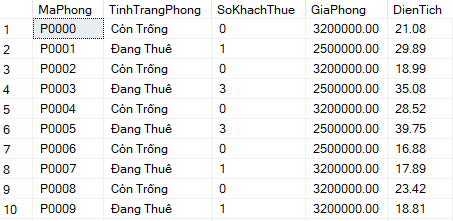 MaPhong TinhTrangPhong SoKhachThue GiaPhong DienTich
1 P0000 Còn Trống 0 3200000.00 21.08
2 P0001 Đang Thuê 1 2500000.00 29.89
3 P0002 Còn Trống 0 3200000.00 18.99
4 P0003 Đang Thuê 3 2500000.00 35.08
5 P0004 Còn Trống 0 3200000.00 28.52
6 P0005 Đang Thuê 3 2500000.00 39.75
7 P0006 Còn Trống 0 2500000.00 16.88
8 P0007 Đang Thuê 1 3200000.00 17.89
9 P0008 Còn Trống 0 3200000.00 23.42
10 P0009 Đang Thuê 1 3200000.00 18.81